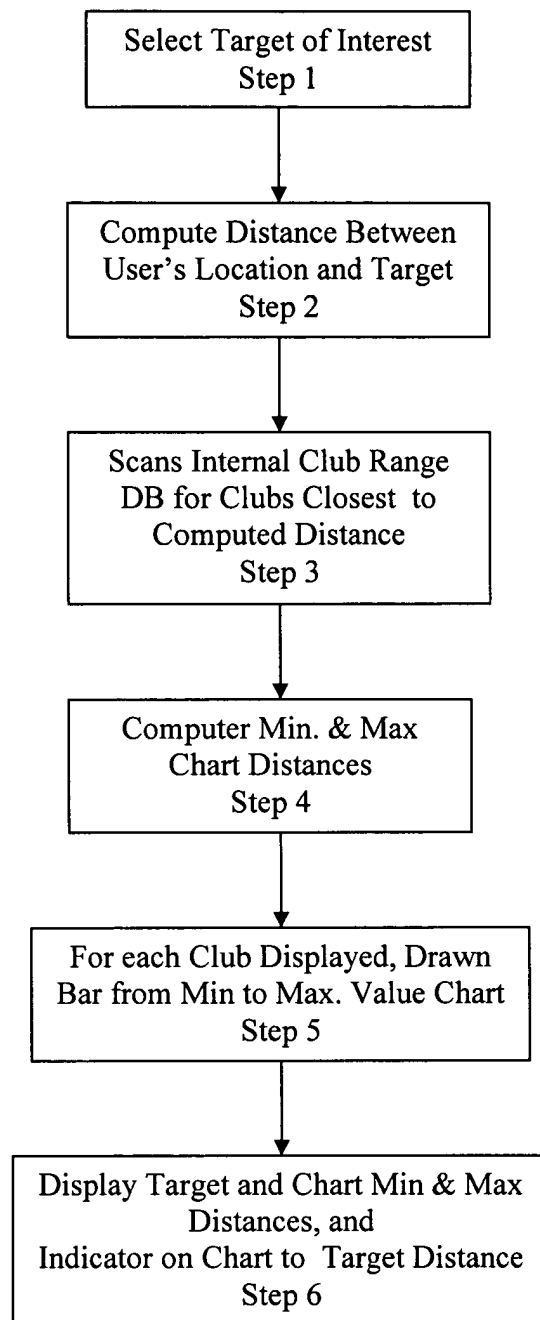 Select Target of Interest
Step 1
Compute Distance Between
User's Location and Target
Step 2
Scans Internal Club Range
DB for Clubs Closest to
Computed Distance
Step 3
Computer Min. & Max
Chart Distances
Step 4
For each Club Displayed, Drawn
Bar from Min to Max. Value Chart
Step 5
Display Target and Chart Min & Max
Distances, and
Indicator on Chart to Target Distance
Step 6